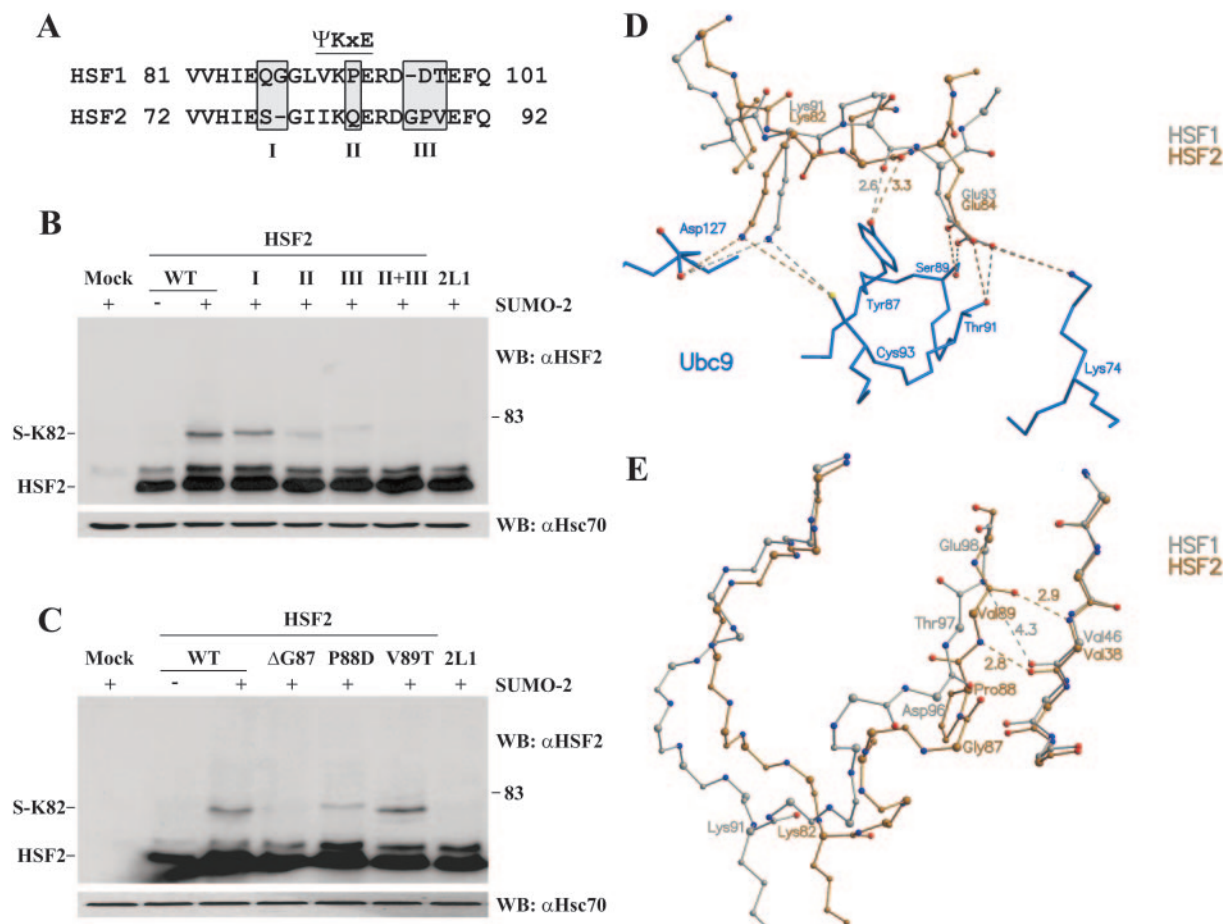 A
ΨKxE
HSF1 81 VVHIEQGGLVKPERD-DTEFQ 101
HSF2 72 VVHIES-GIIKQERDGPVEFQ 92
I II III
B
HSF2
Mock WT I II III II+III 2L1
+ - + + + + + + SUMO-2
WB: αHSF2
83
S-K82
HSF2
WB: αHsc70
C
HSF2
Mock WT ΔG87 P88D V89T 2L1
+ - + + + + + SUMO-2
WB: αHSF2
83
S-K82
HSF2
WB: αHsc70
D
Lys91
Lys82
HSF1
HSF2
2.6 3.3
Glu93
Glu84
Asp127
Ser89
Tyr87
Thr91
Cys93
Lys74
Ubc9
E
HSF1
HSF2
Glu98
2.9
Val89
Thr97
4.3
Val46
Val38
2.8
Pro88
Asp96
Gly87
Lys91
Lys82